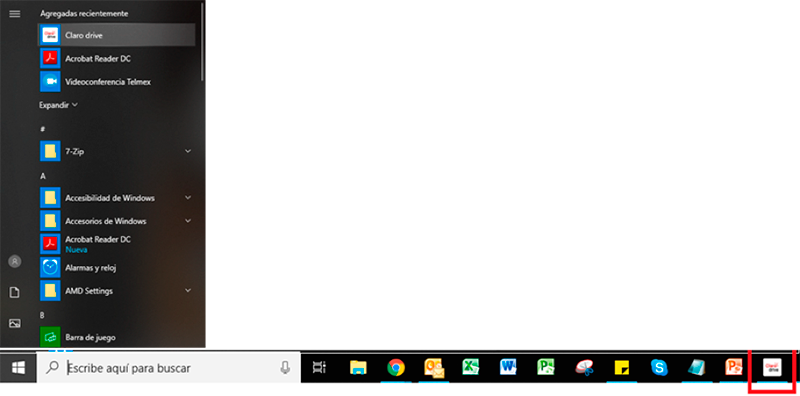 Agregadas recientemente
Claro drive
Acrobat Reader DC
Videoconferencia Telmex
Expandir
#
7-Zip
A
Accesibilidad de Windows
Accesorios de Windows
Acrobat Reader DC
Nueva
Alarmas y reloj
AMD Settings
B
Barra de juego
Escribe aquí para buscar